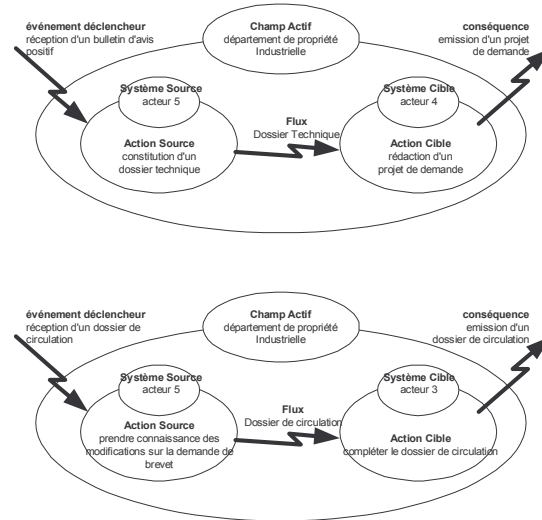 événement déclencheur
réception d'un bulletin d'avis
positif
Champ Actif
département de propriété
Industrielle
conséquence
emission d'un projet
de demande
Système Source
acteur 5
Système Cible
acteur 4
Flux
Dossier Technique
Action Source
constitution d'un
dossier technique
Action Cible
rédaction d'un
projet de demande
événement déclencheur
réception d'un dossier de
circulation
Champ Actif
département de propriété
Industrielle
conséquence
emission d'un
dossier de circulation
Système Source
acteur 5
Système Cible
acteur 3
Flux
Dossier de circulation
Action Source
prendre connaissance des
modifications sur la demande de
brevet
Action Cible
compléter le dossier de circulation